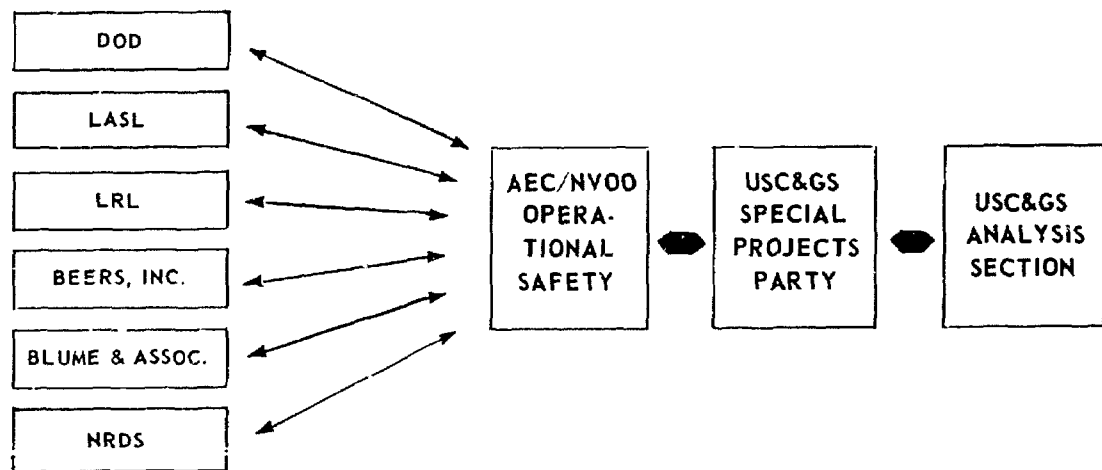 DOD
LASL
LRL
BEERS, INC.
BLUME & ASSOC.
NRDS
AEC/NVOO
OPERA-
TIONAL
SAFETY
USC&GS
SPECIAL
PROJECTS
PARTY
USC&GS
ANALYSIS
SECTION